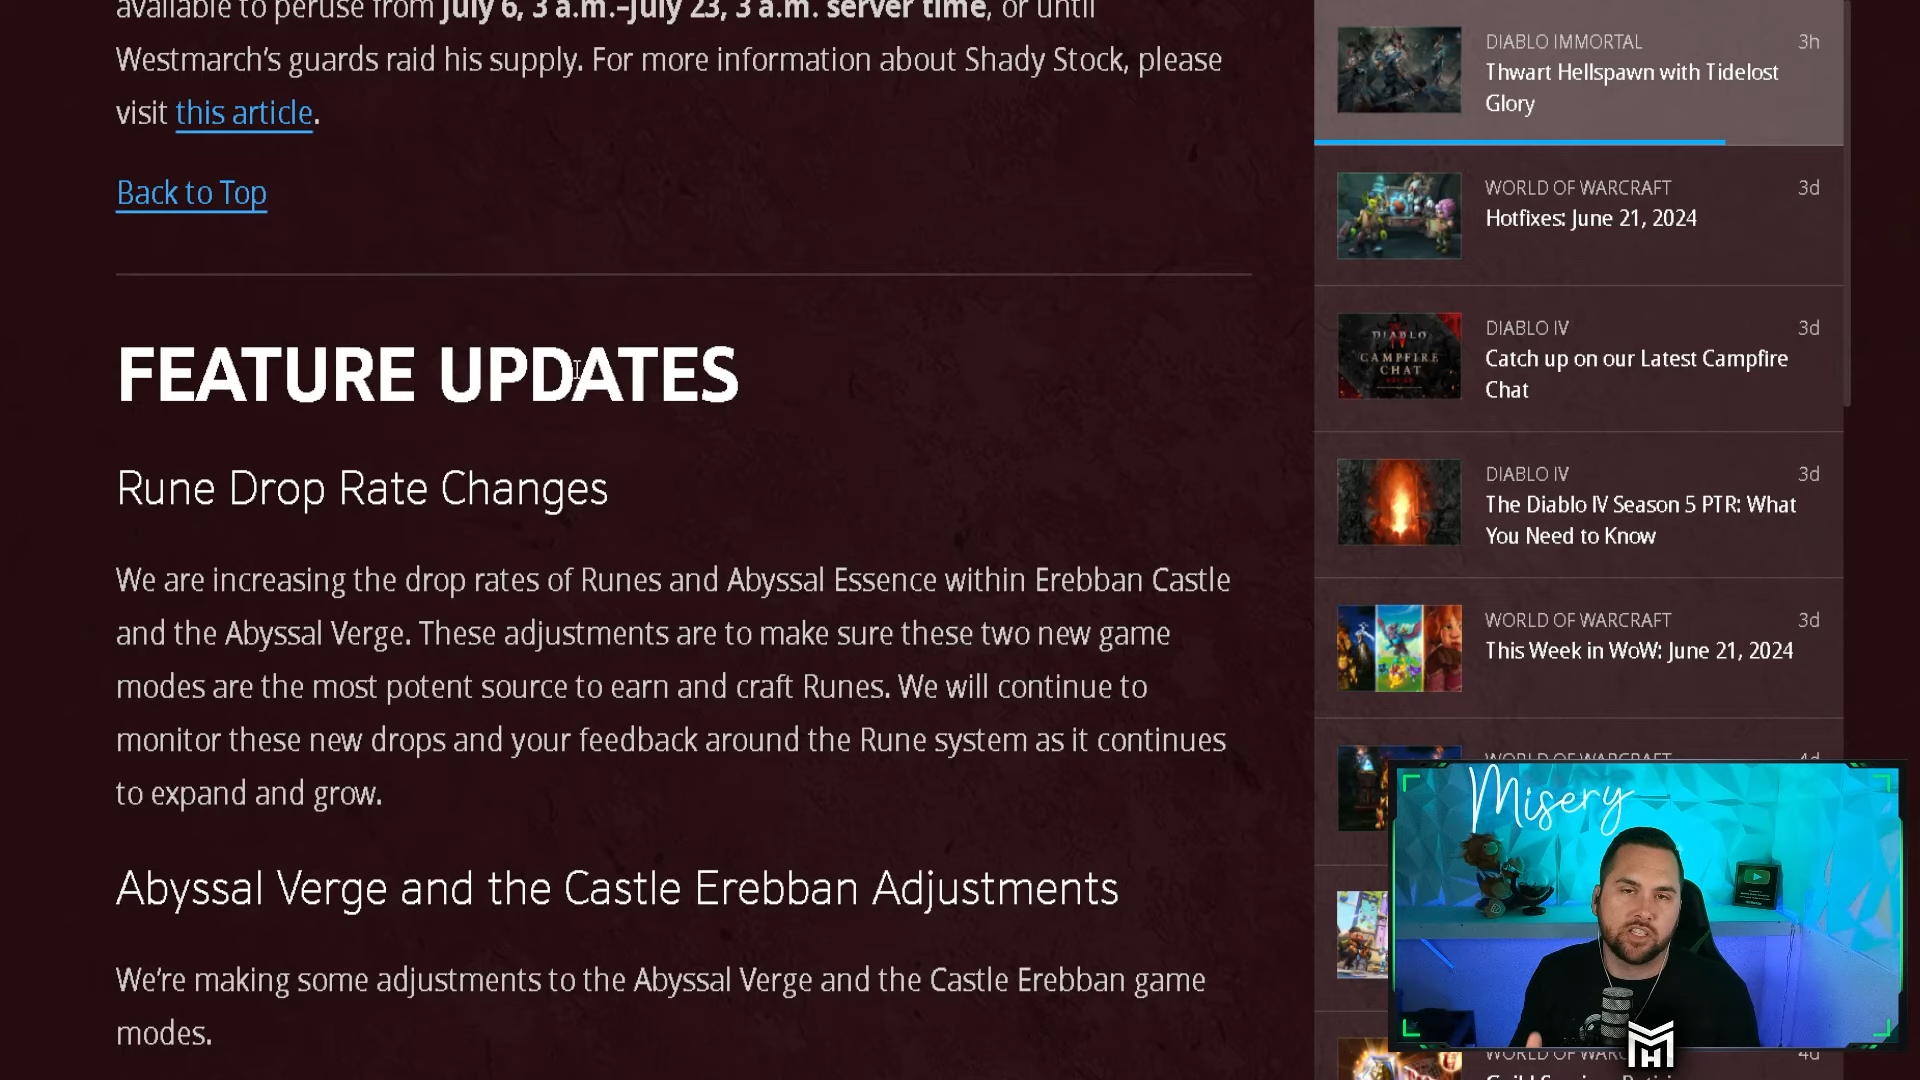 available to peruse from July 6, 3 a.m.–July 23, 3 a.m. server time, or until
Westmarch’s guards raid his supply. For more information about Shady Stock, please
visit this article.
Back to Top
FEATURE UPDATES
Rune Drop Rate Changes
We are increasing the drop rates of Runes and Abyssal Essence within Erebban Castle
and the Abyssal Verge. These adjustments are to make sure these two new game
modes are the most potent source to earn and craft Runes. We will continue to
monitor these new drops and your feedback around the Rune system as it continues
to expand and grow.
Abyssal Verge and the Castle Erebban Adjustments
We’re making some adjustments to the Abyssal Verge and the Castle Erebban game
modes.
DIABLO IMMORTAL 3h
Thwart Hellspawn with Tidelost
Glory
WORLD OF WARCRAFT 3d
Hotfixes: June 21, 2024
DIABLO IV 3d
Catch up on our Latest Campfire
Chat
DIABLO
IV
CAMPFIRE
CHAT
DIABLO IV 3d
The Diablo IV Season 5 PTR: What
You Need to Know
WORLD OF WARCRAFT 3d
This Week in WoW: June 21, 2024
WORLD OF WARCRAFT 4d
Misery
WORLD OF WARC 4d